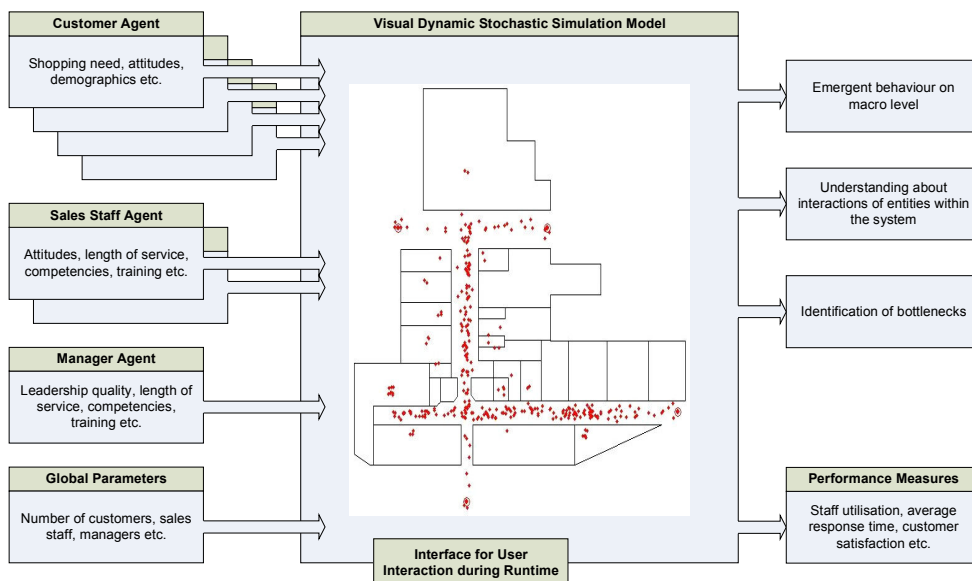 Customer Agent
Shopping need, attitudes,
demographics etc.
Sales Staff Agent
Attitudes, length of service,
competencies, training etc.
Manager Agent
Leadership quality, length of
service, competencies,
training etc.
Global Parameters
Number of customers, sales
staff, managers etc.
Visual Dynamic Stochastic Simulation Model
Interface for User
Interaction during Runtime
Emergent behaviour on
macro level
Understanding about
interactions of entities within
the system
Identification of bottlenecks
Performance Measures
Staff utilisation, average
response time, customer
satisfaction etc.